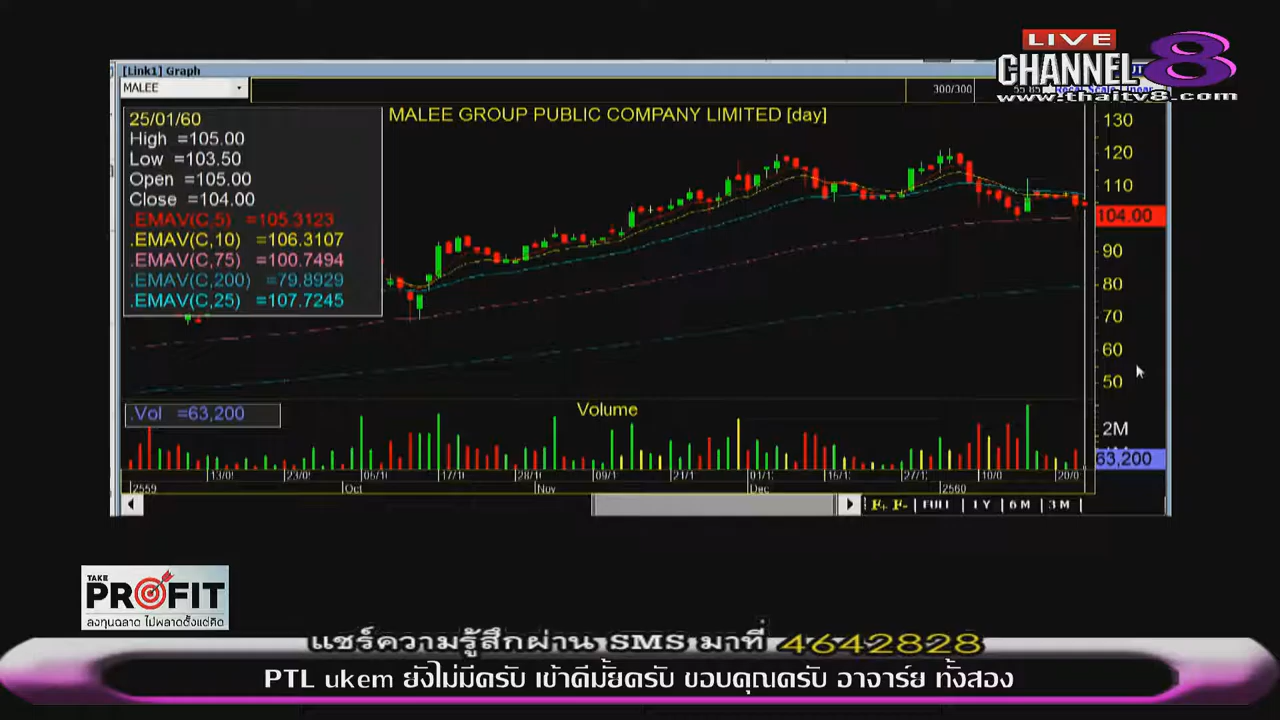 LIVE
CHANNEL 8
www.thaitv8.com
[Link1] Graph
MALEE
300/300
MALEE GROUP PUBLIC COMPANY LIMITED [day]
25/01/60
High =105.00
Low =103.50
Open =105.00
Close =104.00
.EMAV(C,5) =105.3123
.EMAV(C,10) =106.3107
.EMAV(C,75) =100.7494
.EMAV(C,200) =79.8929
.EMAV(C,25) =107.7245
130
120
110
104.00
90
80
70
60
50
.Vol =63,200
Volume
2M
63,200
2559
Oct
Nov
Dec
2560
F+ F- FULL 1 Y 6 M 3 M
TAKE
PROFIT
ลงทุนฉลาด ไม่พลาดตั้งแต่คิด
แชร์ความรู้สึกผ่าน SMS มาที่ 4642828
PTL ukem ยังไม่มีครับ เข้าดีมั้ยครับ ขอบคุณครับ อาจาร์ย ทั้งสอง